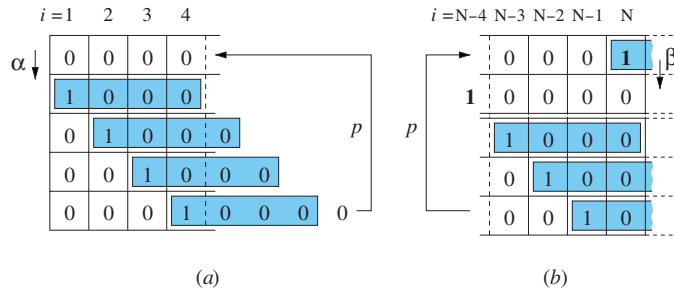 i = 1 2 3 4 i = N-4 N-3 N-2 N-1 N
α 0 0 0 0 0 0 0 1 β
1 0 0 0 1 0 0 0 0
0 1 0 0 0 p p 1 0 0 0
0 0 1 0 0 0 0 1 0 0
0 0 0 1 0 0 0 0 0 0 1 0
(a) (b)